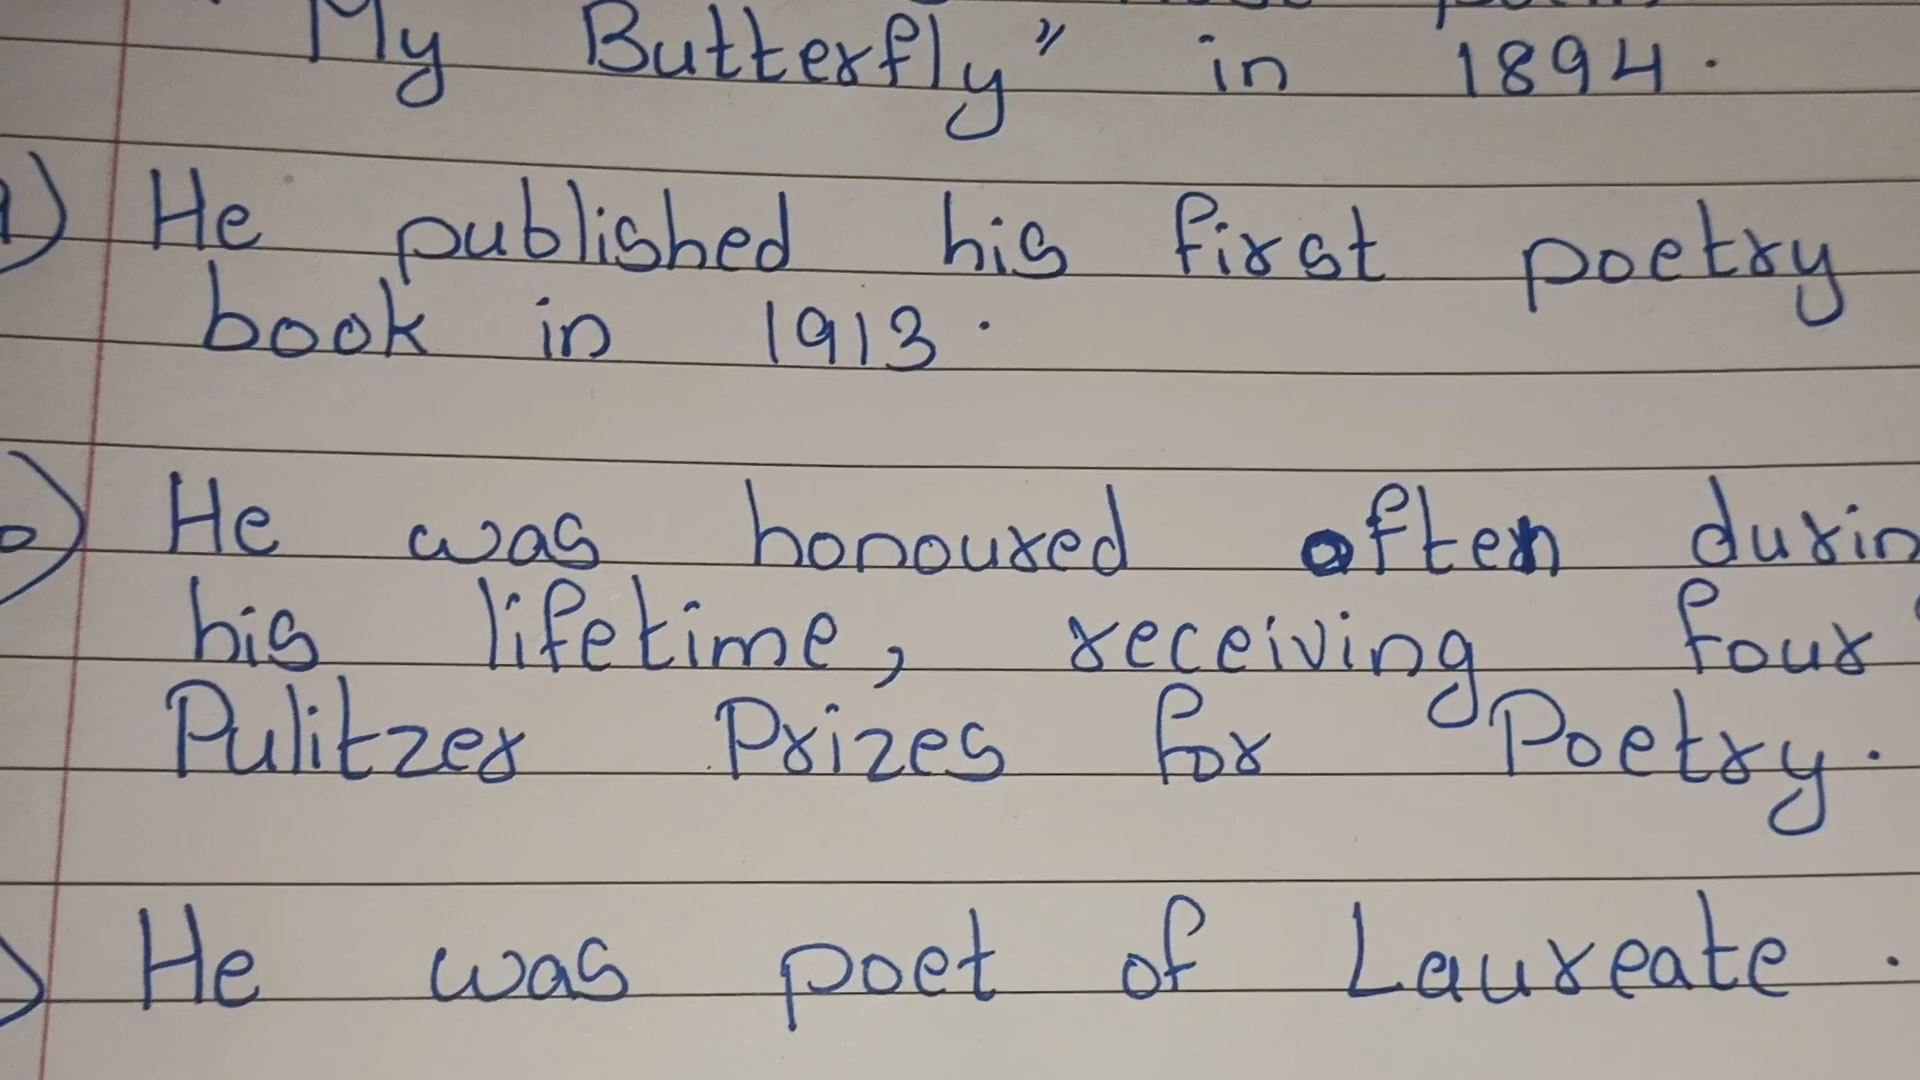 My Butterfly" in 1894.
) He published his first poetry
book in 1913.
) He was honoured often durin
his lifetime, receiving four
Pulitzer Prizes for Poetry.
) He was poet of Laureate.